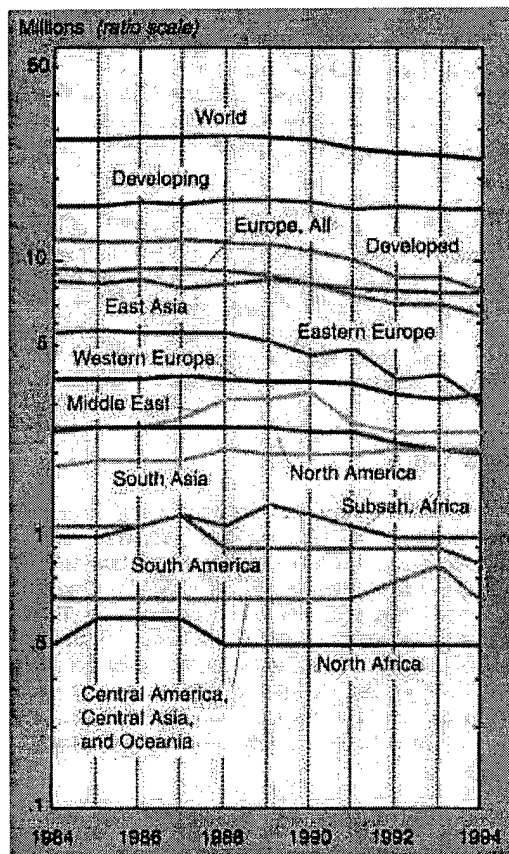 Millions (ratio scale)
50
World
Developing
Europe, All
Developed
10
East Asia
Eastern Europe
5
Western Europe
Middle East
South Asia
North America
Subsah. Africa
1
South America
.5
North Africa
Central America,
Central Asia,
and Oceania
.1
1984 1986 1988 1990 1992 1994